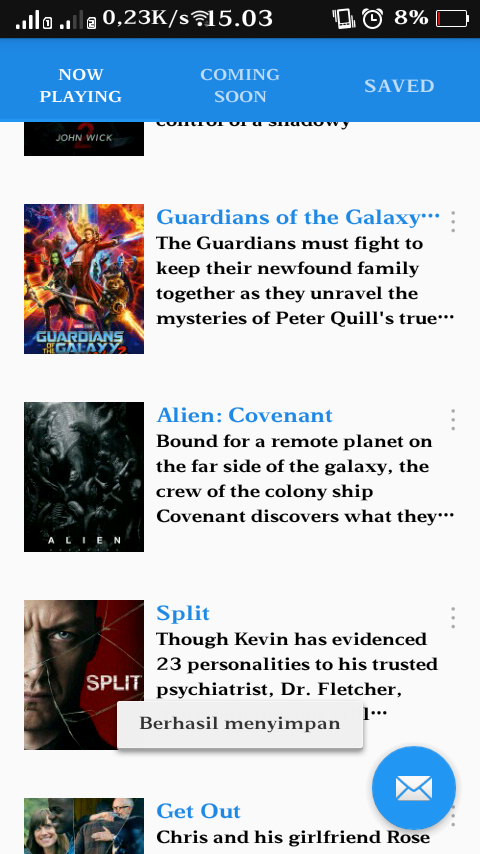 0,23K/s 15.03 8%
NOW PLAYING
COMING SOON
SAVED
control of a shadowy
JOHN WICK
2
Guardians of the Galaxy···
The Guardians must fight to
keep their newfound family
together as they unravel the
mysteries of Peter Quill's true···
GUARDIANS
OF THE GALAXY 2
Alien: Covenant
Bound for a remote planet on
the far side of the galaxy, the
crew of the colony ship
Covenant discovers what they···
ALIEN
Split
Though Kevin has evidenced
23 personalities to his trusted
psychiatrist, Dr. Fletcher,
SPLIT
Berhasil menyimpan
Get Out
Chris and his girlfriend Rose